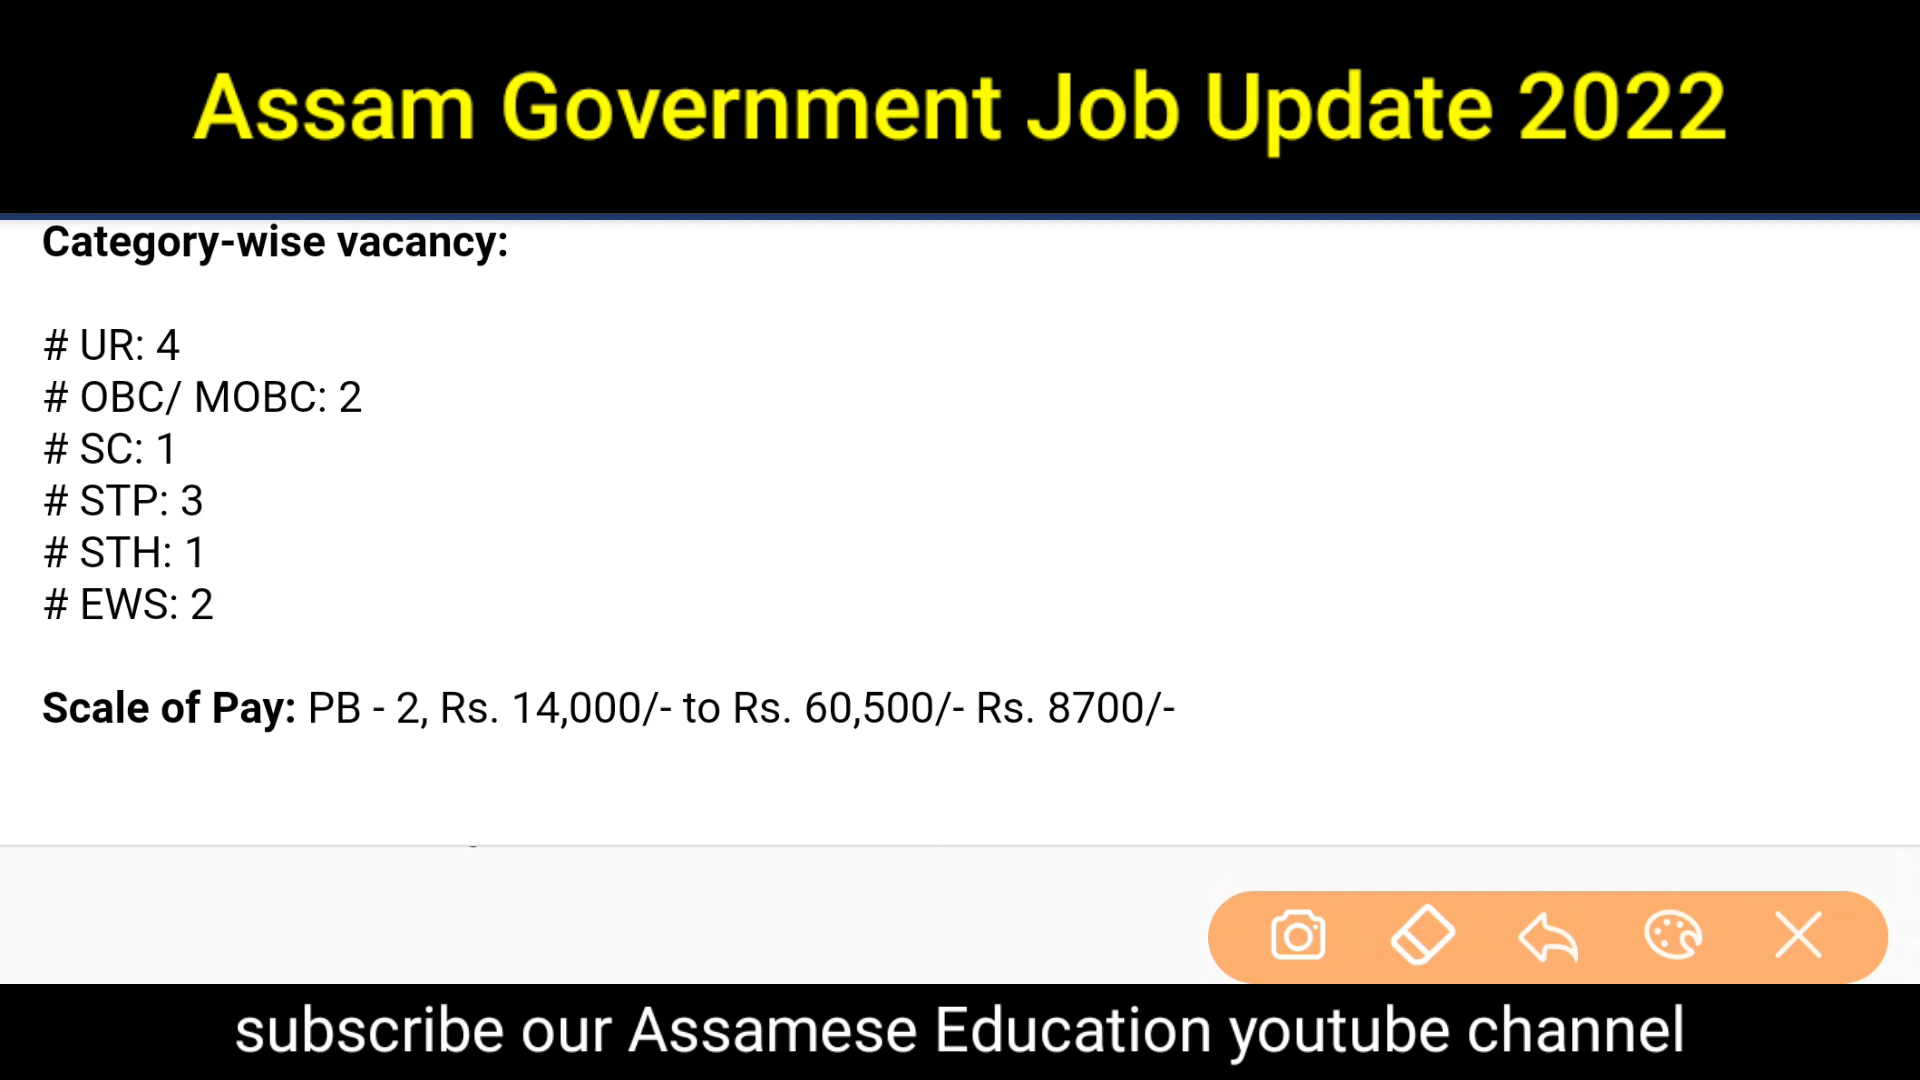 Assam Government Job Update 2022
Category-wise vacancy:
# UR: 4
# OBC/ MOBC: 2
# SC: 1
# STP: 3
# STH: 1
# EWS: 2
Scale of Pay: PB - 2, Rs. 14,000/- to Rs. 60,500/- Rs. 8700/-
subscribe our Assamese Education youtube channel